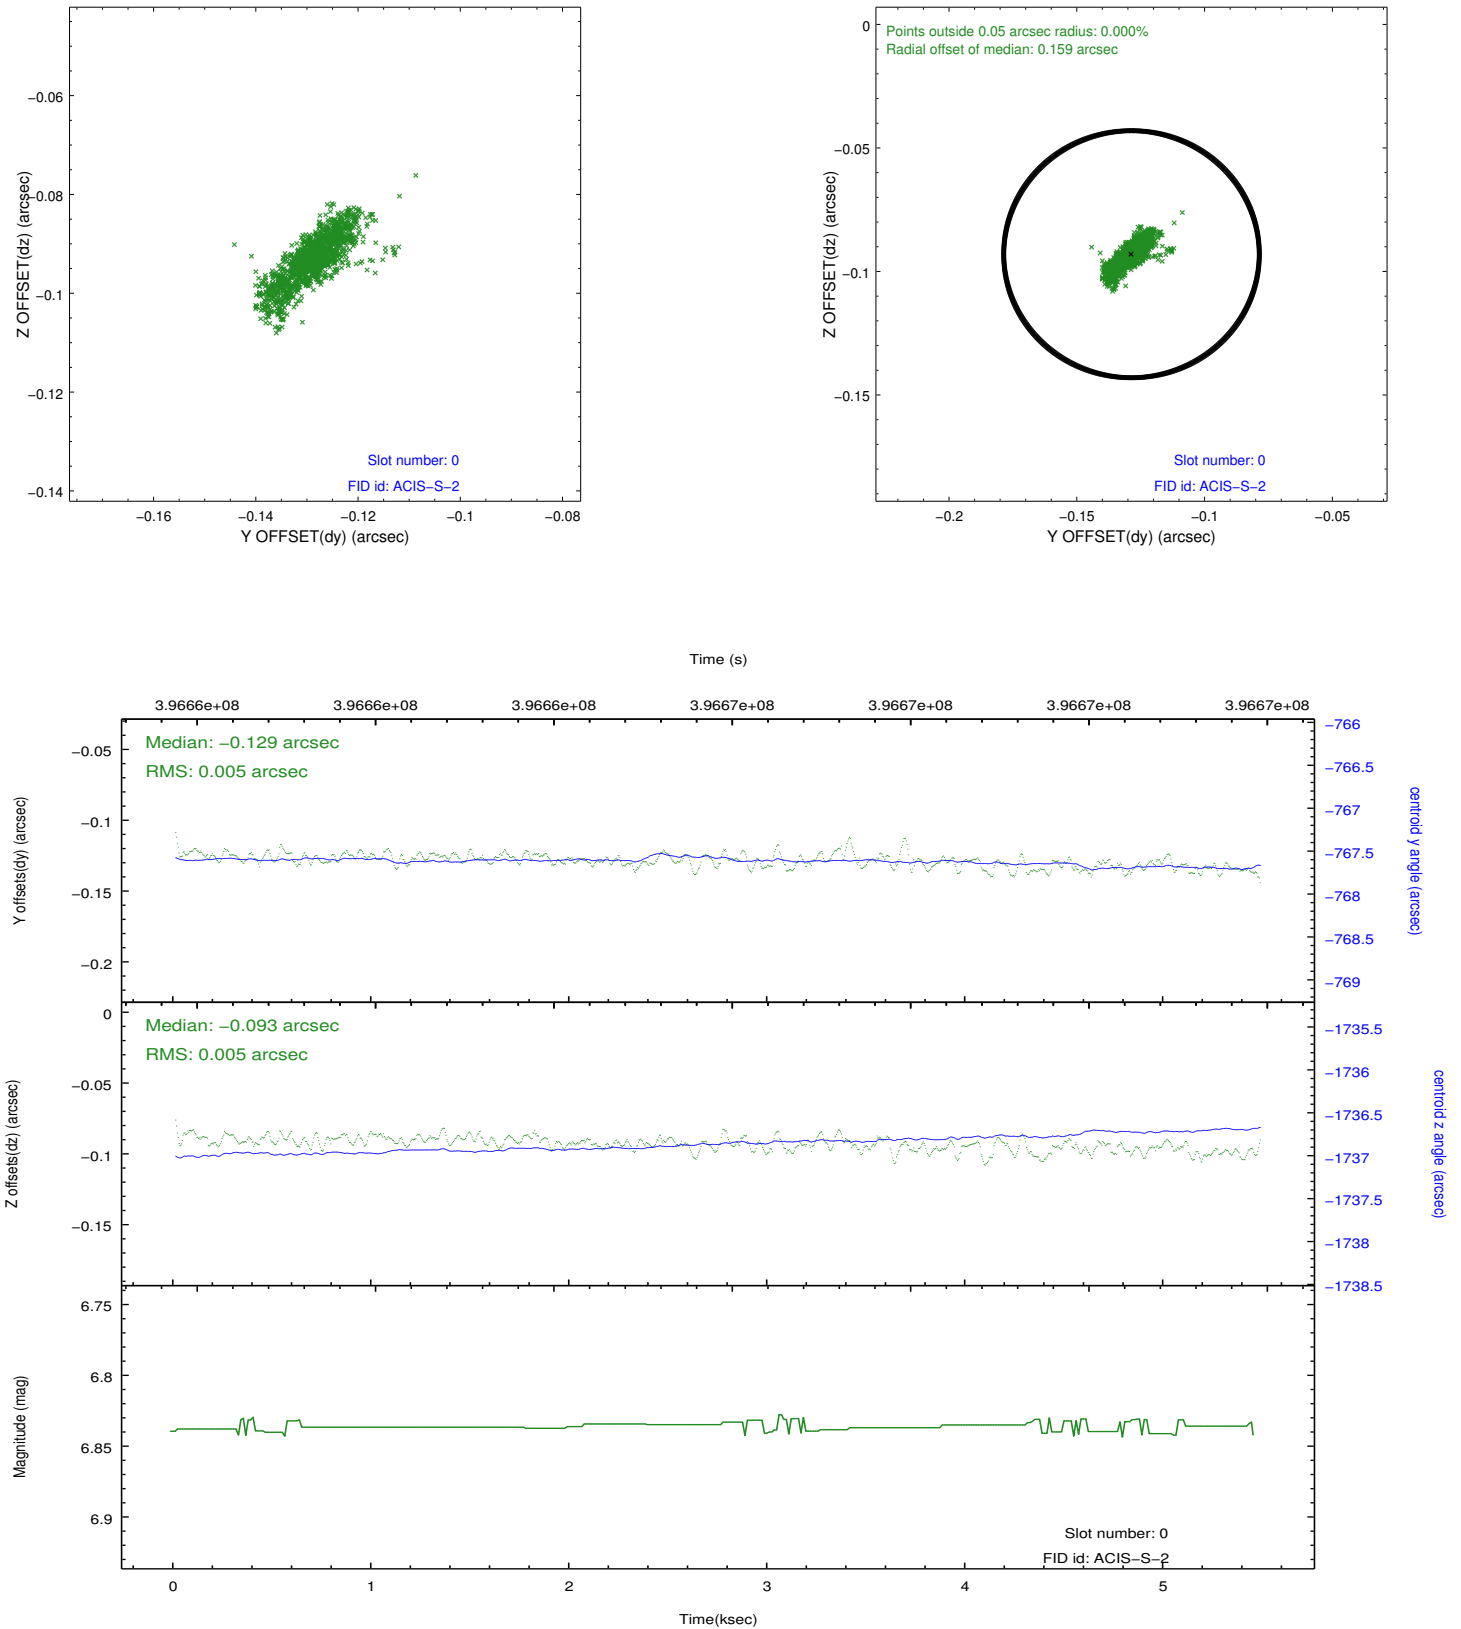 −0.06
−0.08
−0.1
−0.12
−0.14
Z OFFSET(dz) (arcsec)
Slot number: 0
FID id: ACIS−S−2
−0.16
−0.14
−0.12
−0.1
−0.08
Y OFFSET(dy) (arcsec)
Points outside 0.05 arcsec radius: 0.000%
Radial offset of median: 0.159 arcsec
0
−0.05
−0.1
−0.15
Z OFFSET(dz) (arcsec)
Slot number: 0
FID id: ACIS−S−2
−0.2
−0.15
−0.1
−0.05
Y OFFSET(dy) (arcsec)
Time (s)
3.9666e+08
3.9666e+08
3.9666e+08
3.9667e+08
3.9667e+08
3.9667e+08
3.9667e+08
Median: −0.129 arcsec
RMS: 0.005 arcsec
−0.05
−0.1
−0.15
−0.2
Y offsets(dy) (arcsec)
−766
−766.5
−767
−767.5
−768
−768.5
−769
centroid y angle (arcsec)
Median: −0.093 arcsec
RMS: 0.005 arcsec
0
−0.05
−0.1
−0.15
Z offsets(dz) (arcsec)
−1735.5
−1736
−1736.5
−1737
−1737.5
−1738
−1738.5
centroid z angle (arcsec)
6.75
6.8
6.85
6.9
Magnitude (mag)
Slot number: 0
FID id: ACIS−S−2
0
1
2
3
4
5
Time(ksec)